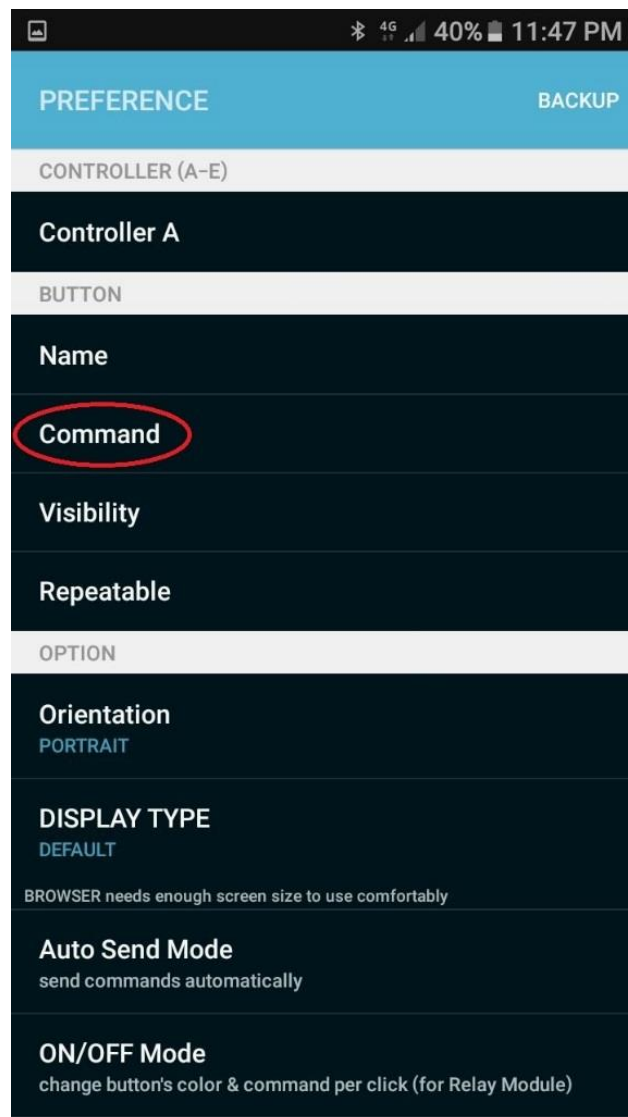 4G 40% 11:47 PM
PREFERENCE BACKUP
CONTROLLER (A-E)
Controller A
BUTTON
Name
Command
Visibility
Repeatable
OPTION
Orientation
PORTRAIT
DISPLAY TYPE
DEFAULT
BROWSER needs enough screen size to use comfortably
Auto Send Mode
send commands automatically
ON/OFF Mode
change button's color & command per click (for Relay Module)